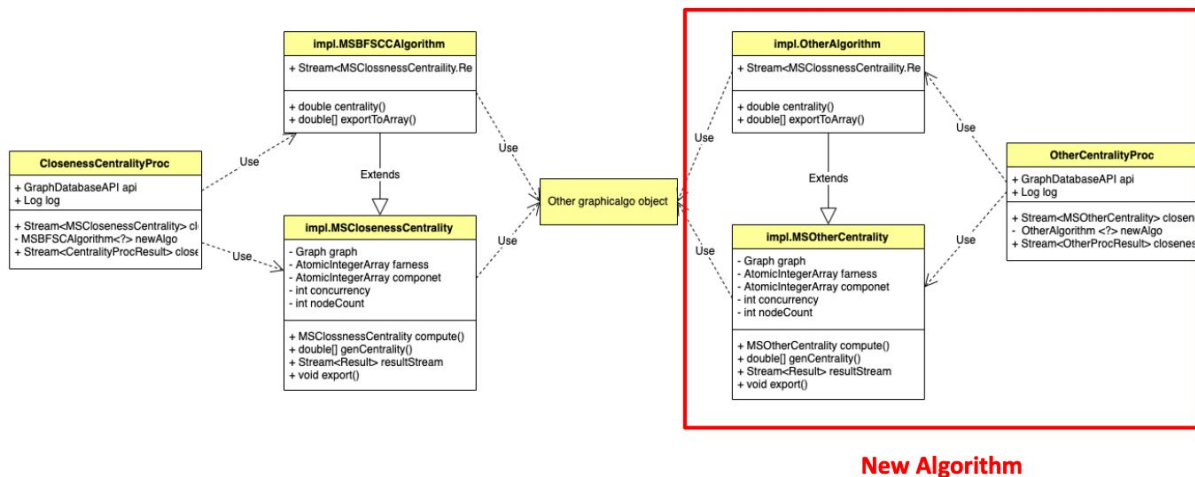 impl.MSBFSCCAlgorithm
+ Stream<MSClossnessCentraility.Re
+ double centrality()
+ double[] exportToArray()
Use
ClosenessCentralityProc
+ GraphDatabaseAPI api
+ Log log
+ Stream<MSClosenessCentrality> cl
- MSBFSCAlgorithm<?> newAlgo
+ Stream<CentralityProcResult> close
Use
Extends
Use
impl.MSClosenessCentrality
- Graph graph
- AtomicIntegerArray farness
- AtomicIntegerArray componet
- int concurrency
- int nodeCount
+ MSClossnessCentrality compute()
+ double[] genCentrality()
+ Stream<Result> resultStream
+ void export()
Use
Other graphicalgo object
impl.OtherAlgorithm
+ Stream<MSClossnessCentraility.Re
+ double centrality()
+ double[] exportToArray()
Use
Use
Extends
OtherCentralityProc
+ GraphDatabaseAPI api
+ Log log
+ Stream<MSOtherCentrality> closen
- OtherAlgorithm <?> newAlgo
+ Stream<OtherProcResult> closenes
Use
Use
impl.MSOtherCentrality
- Graph graph
- AtomicIntegerArray farness
- AtomicIntegerArray componet
- int concurrency
- int nodeCount
+ MSOtherCentrality compute()
+ double[] genCentrality()
+ Stream<Result> resultStream
+ void export()
New Algorithm